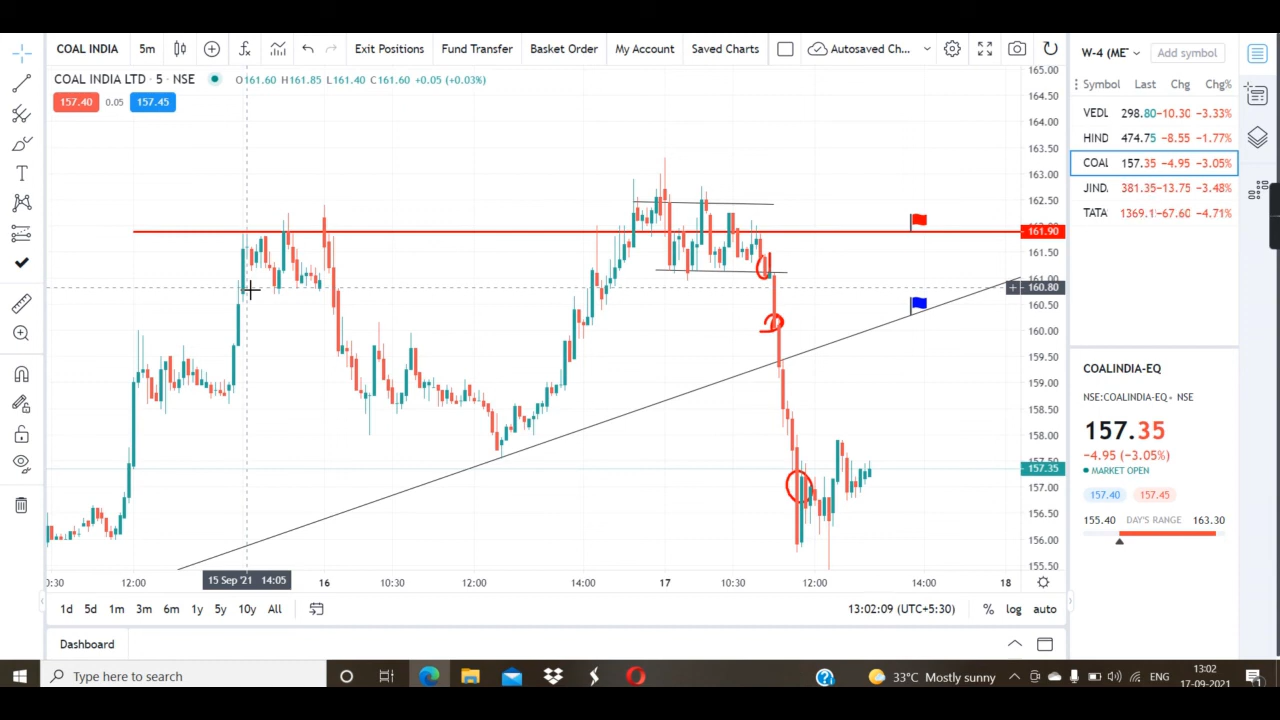 COAL INDIA 5m Exit Positions Fund Transfer Basket Order My Account Saved Charts Autosaved Ch...
COAL INDIA LTD · 5 · NSE O161.60 H161.85 L161.40 C161.60 +0.05 (+0.03%)
157.40 0.05 157.45
165.00
164.50
164.00
163.50
163.00
162.50
161.90
161.50
161.00
160.80
160.50
160.00
159.50
159.00
158.50
158.00
157.35
157.00
156.50
156.00
155.50
12:00 15 Sep '21 14:05 16 10:30 12:00 14:00 17 10:30 12:00 14:00 18
1d 5d 1m 3m 6m 1y 5y 10y All 13:02:09 (UTC+5:30) % log auto
Dashboard
W-4 (ME Add symbol
Symbol Last Chg Chg%
VEDL 298.80 -10.30 -3.33%
HIND 474.75 -8.55 -1.77%
COAL 157.35 -4.95 -3.05%
JIND. 381.35 -13.75 -3.48%
TATA 1369.1 -67.60 -4.71%
COALINDIA-EQ
NSE:COALINDIA-EQ • NSE
157.35
-4.95 (-3.05%)
MARKET OPEN
157.40 157.45
155.40 DAY'S RANGE 163.30
Type here to search 33°C Mostly sunny ENG 13:02
17-09-2021